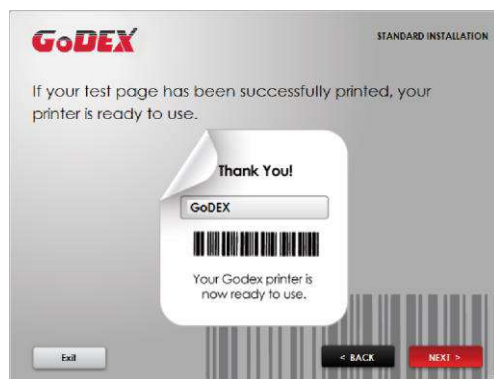 GoDEX
STANDARD INSTALLATION
If your test page has been successfully printed, your
printer is ready to use.
Thank You!
GoDEX
Your Godex printer is
now ready to use.
Exit
< BACK
NEXT >